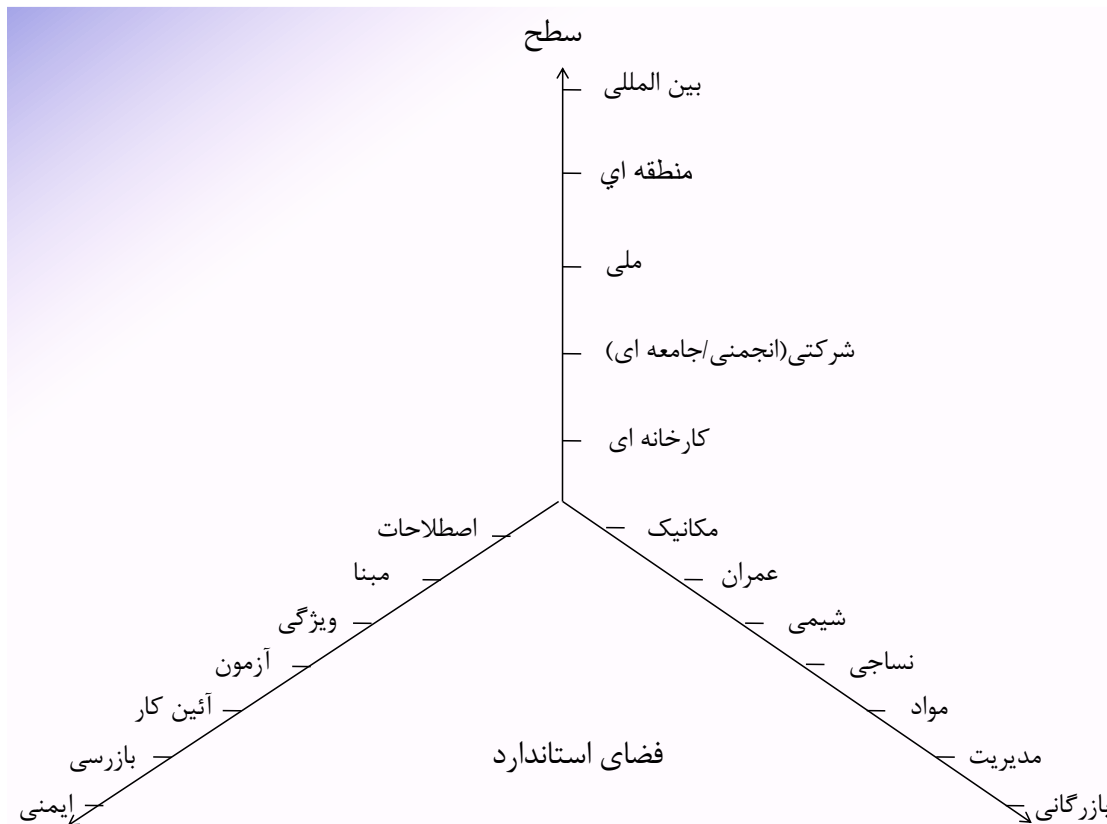 سطح
بین المللی
منطقه اي
ملی
شرکتی(انجمنی/جامعه ای)
کارخانه ای
مکانیک
عمران
شیمی
نساجی
مواد
مدیریت
بازرگانی
اصطلاحات
مبنا
ویژگی
آزمون
آئین کار
بازرسی
ایمنی
فضای استاندارد